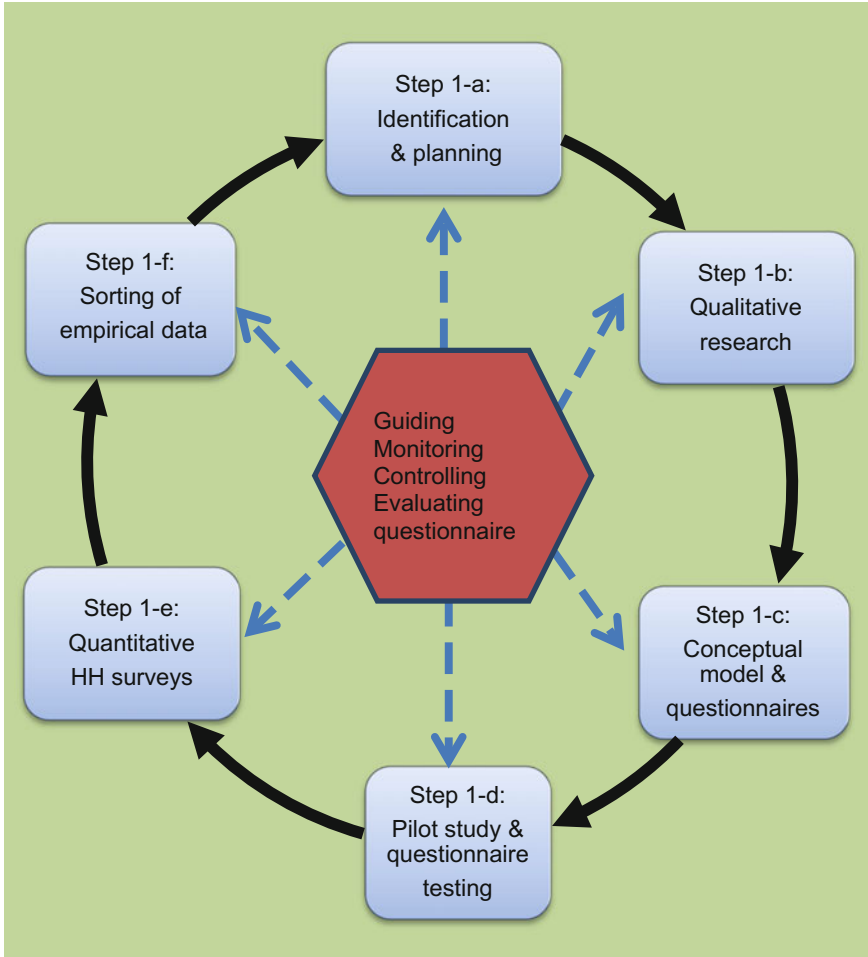 Step 1-a:
Identification
& planning
Step 1-b:
Qualitative
research
Step 1-c:
Conceptual
model &
questionnaires
Step 1-d:
Pilot study &
questionnaire
testing
Step 1-e:
Quantitative
HH surveys
Step 1-f:
Sorting of
empirical data
Guiding
Monitoring
Controlling
Evaluating
questionnaire